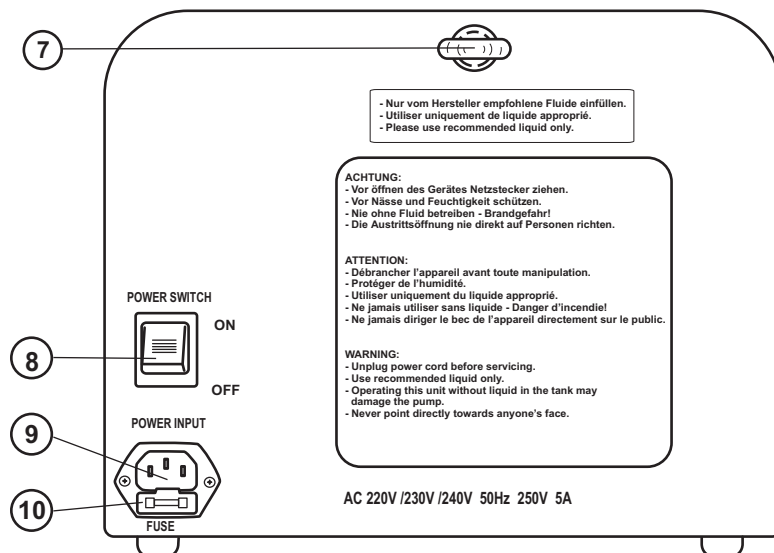 7
- Nur vom Hersteller empfohlene Fluide einfüllen.
- Utiliser uniquement de liquide approprié.
- Please use recommended liquid only.
ACHTUNG:
- Vor öffnen des Gerätes Netzstecker ziehen.
- Vor Nässe und Feuchtigkeit schützen.
- Nie ohne Fluid betreiben - Brandgefahr!
- Die Austrittsöffnung nie direkt auf Personen richten.
ATTENTION:
- Débrancher l'appareil avant toute manipulation.
- Protéger de l'humidité.
- Utiliser uniquement du liquide approprié.
- Ne jamais utiliser sans liquide - Danger d'incendie!
- Ne jamais diriger le bec de l'appareil directement sur le public.
WARNING:
- Unplug power cord before servicing.
- Use recommended liquid only.
- Operating this unit without liquid in the tank may
damage the pump.
- Never point directly towards anyone's face.
POWER SWITCH
ON
8
OFF
POWER INPUT
9
10
FUSE
AC 220V /230V /240V 50Hz 250V 5A